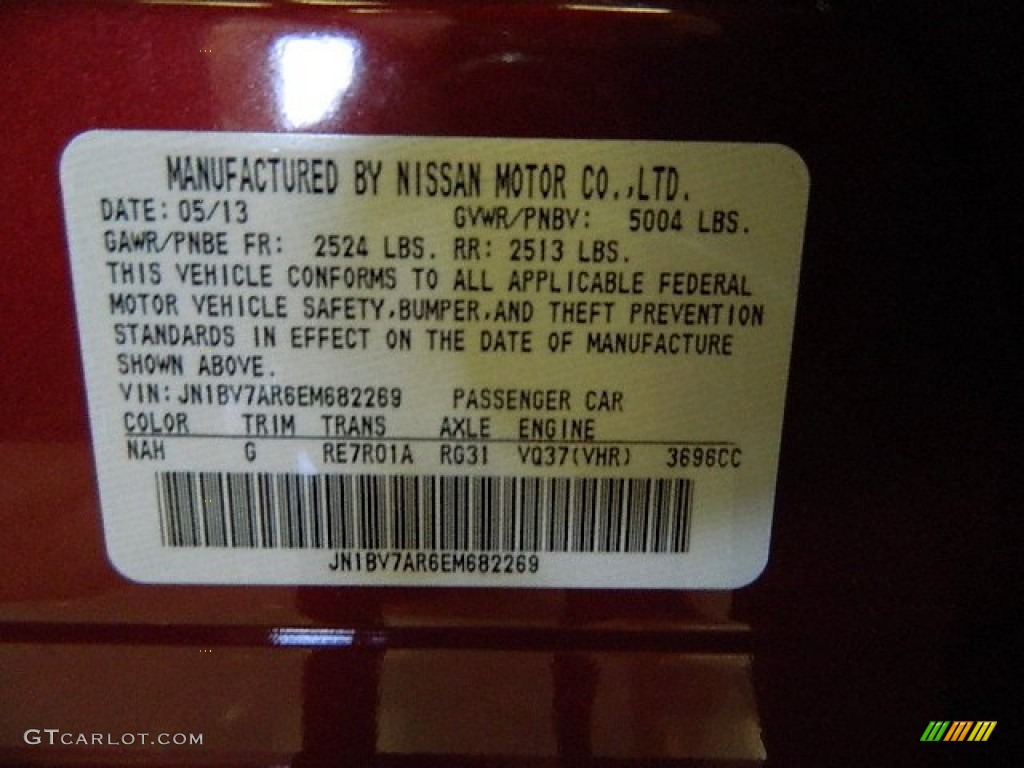 MANUFACTURED BY NISSAN MOTOR CO.,LTD.
DATE: 05/13 GVWR/PNBV: 5004 LBS.
GAWR/PNBE FR: 2524 LBS. RR: 2513 LBS.
THIS VEHICLE CONFORMS TO ALL APPLICABLE FEDERAL
MOTOR VEHICLE SAFETY,BUMPER,AND THEFT PREVENTION
STANDARDS IN EFFECT ON THE DATE OF MANUFACTURE
SHOWN ABOVE.
VIN: JN1BV7AR6EM682269 PASSENGER CAR
COLOR TRIM TRANS AXLE ENGINE
NAH G RE7R01A RG31 VQ37(VHR) 3696CC
JN1BV7AR6EM682269
GTCARLOT.COM